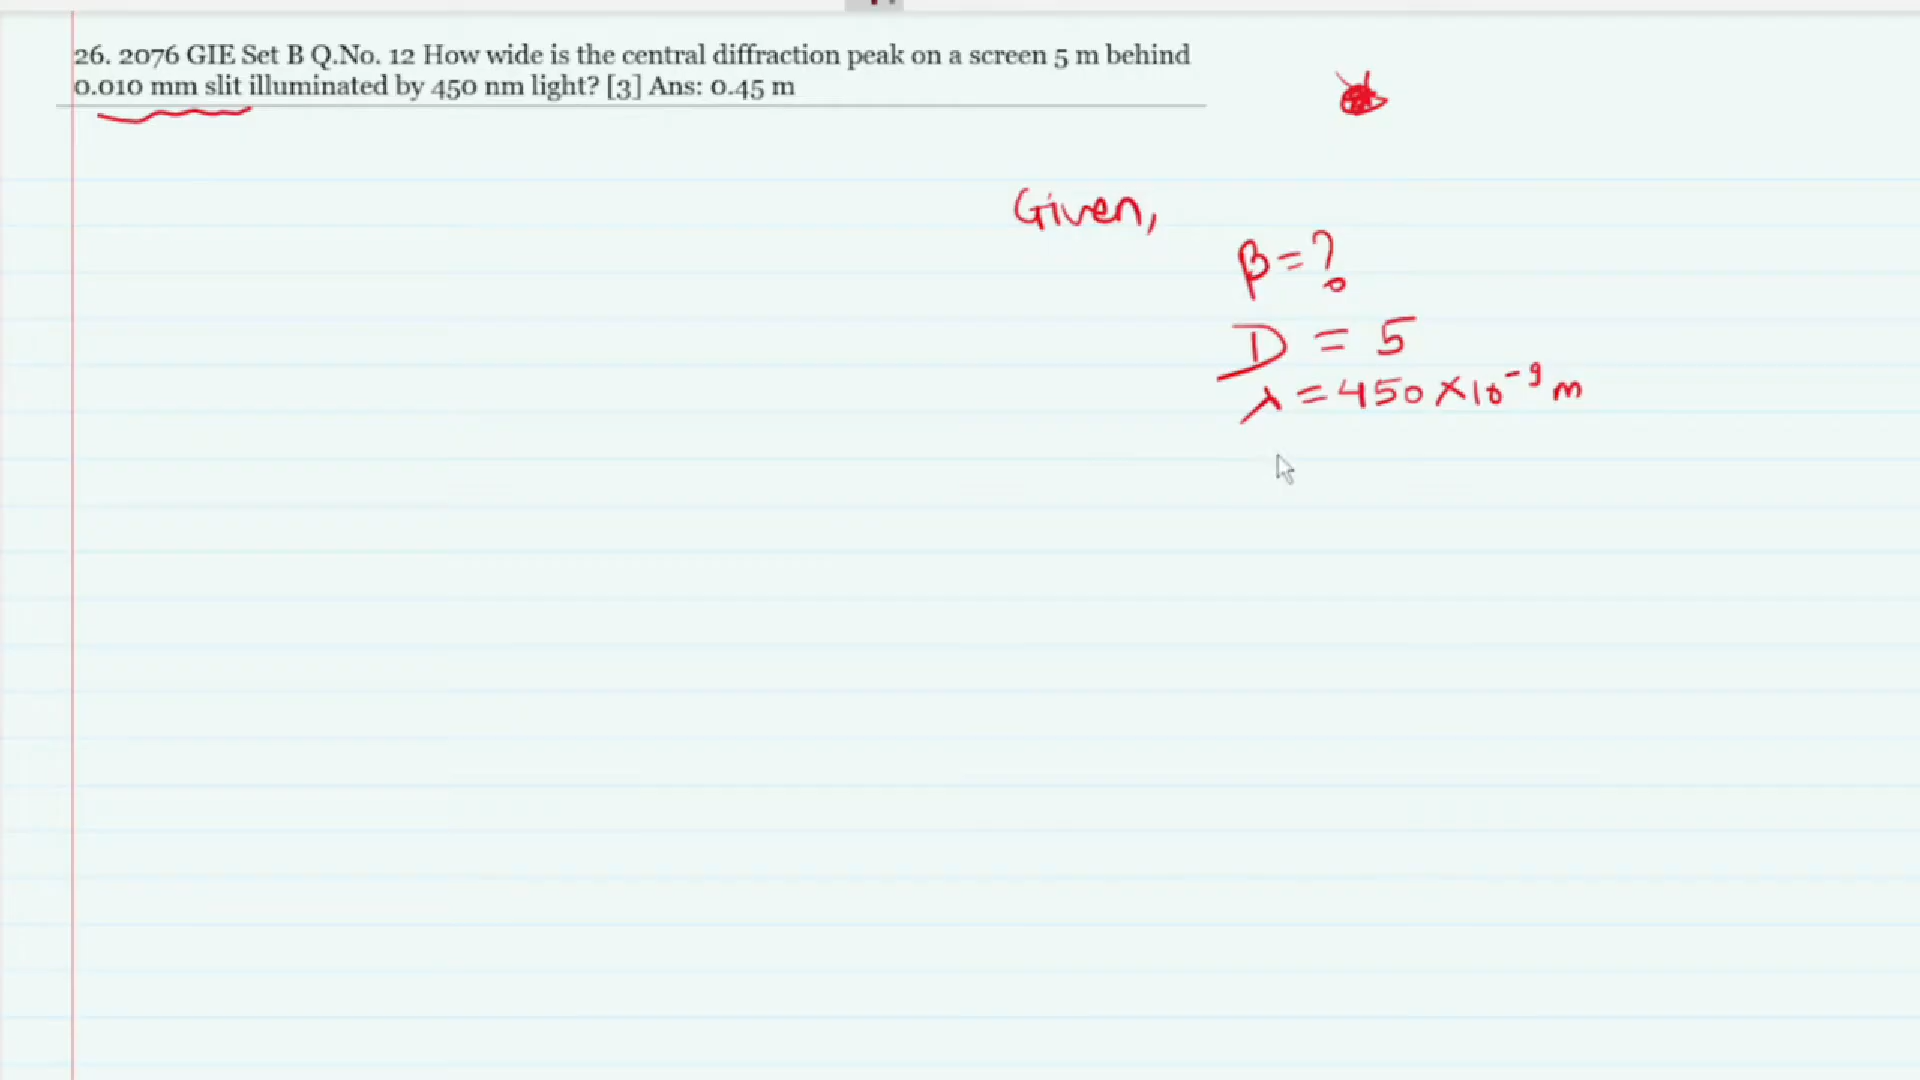 26. 2076 GIE Set B Q.No. 12 How wide is the central diffraction peak on a screen 5 m behind
0.010 mm slit illuminated by 450 nm light? [3] Ans: 0.45 m
Given,
β = ?
D = 5
λ = 450 × 10⁻⁹ m